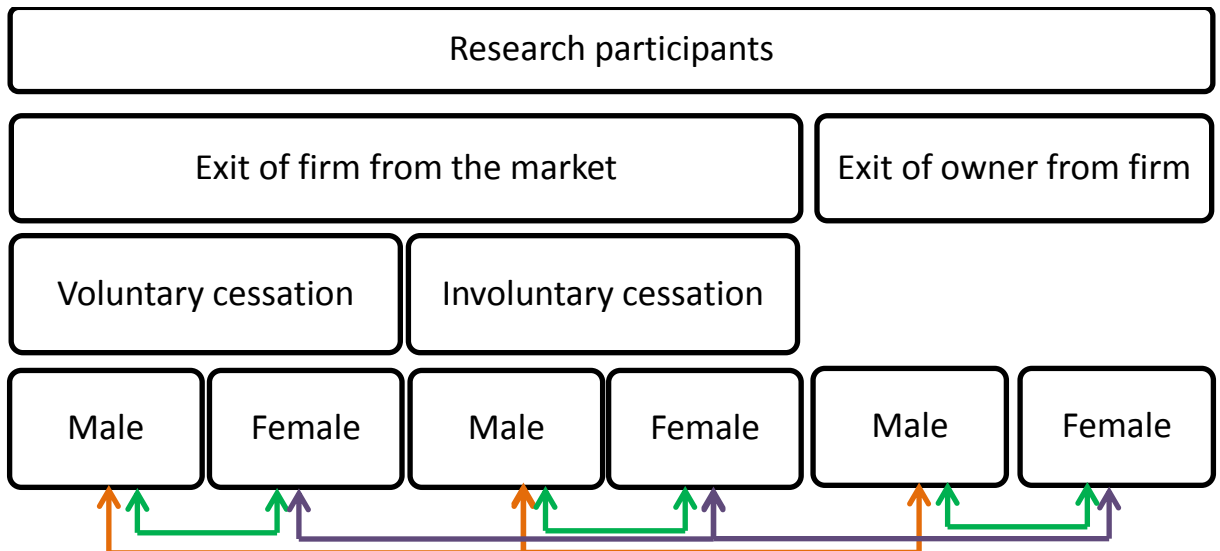 Research participants
Exit of firm from the market
Exit of owner from firm
Voluntary cessation
Involuntary cessation
Male
Female
Male
Female
Male
Female